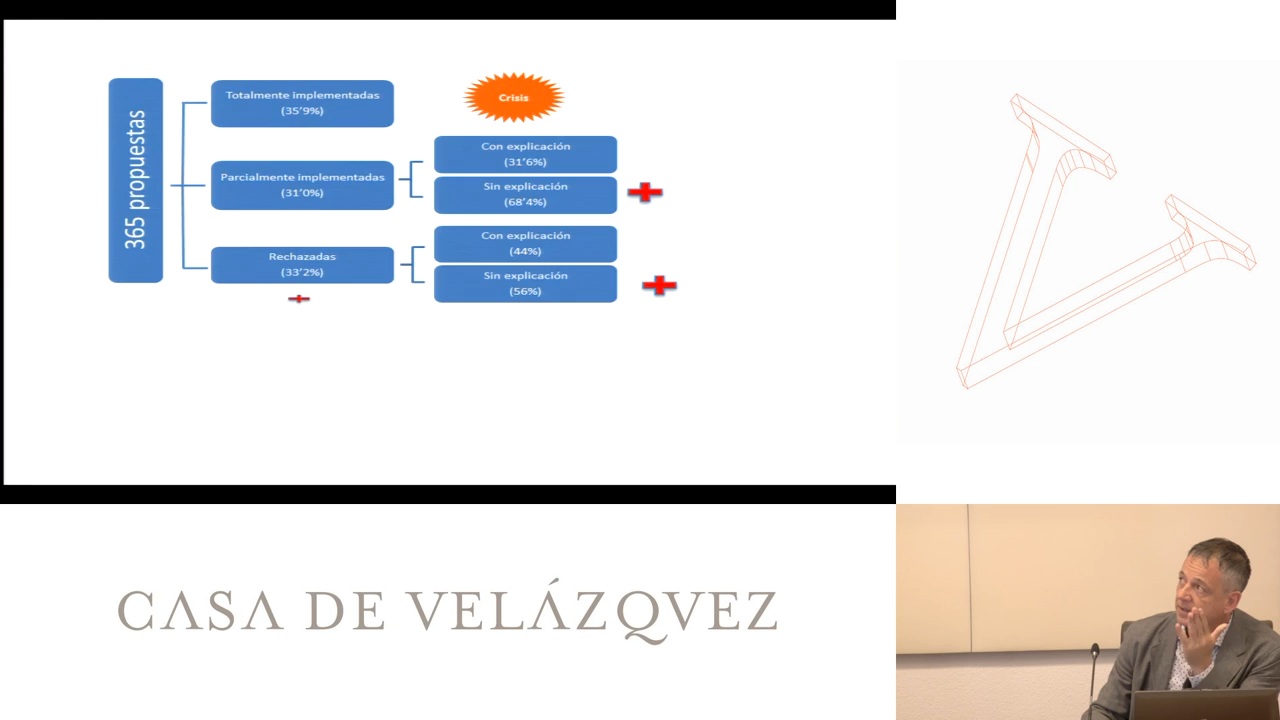 365 propuestas
Totalmente implementadas
(35'9%)
Crisis
Parcialmente implementadas
(31'0%)
Con explicación
(31'6%)
Sin explicación
(68'4%)
Rechazadas
(33'2%)
Con explicación
(44%)
Sin explicación
(56%)
CASA DE VELÁZQVEZ